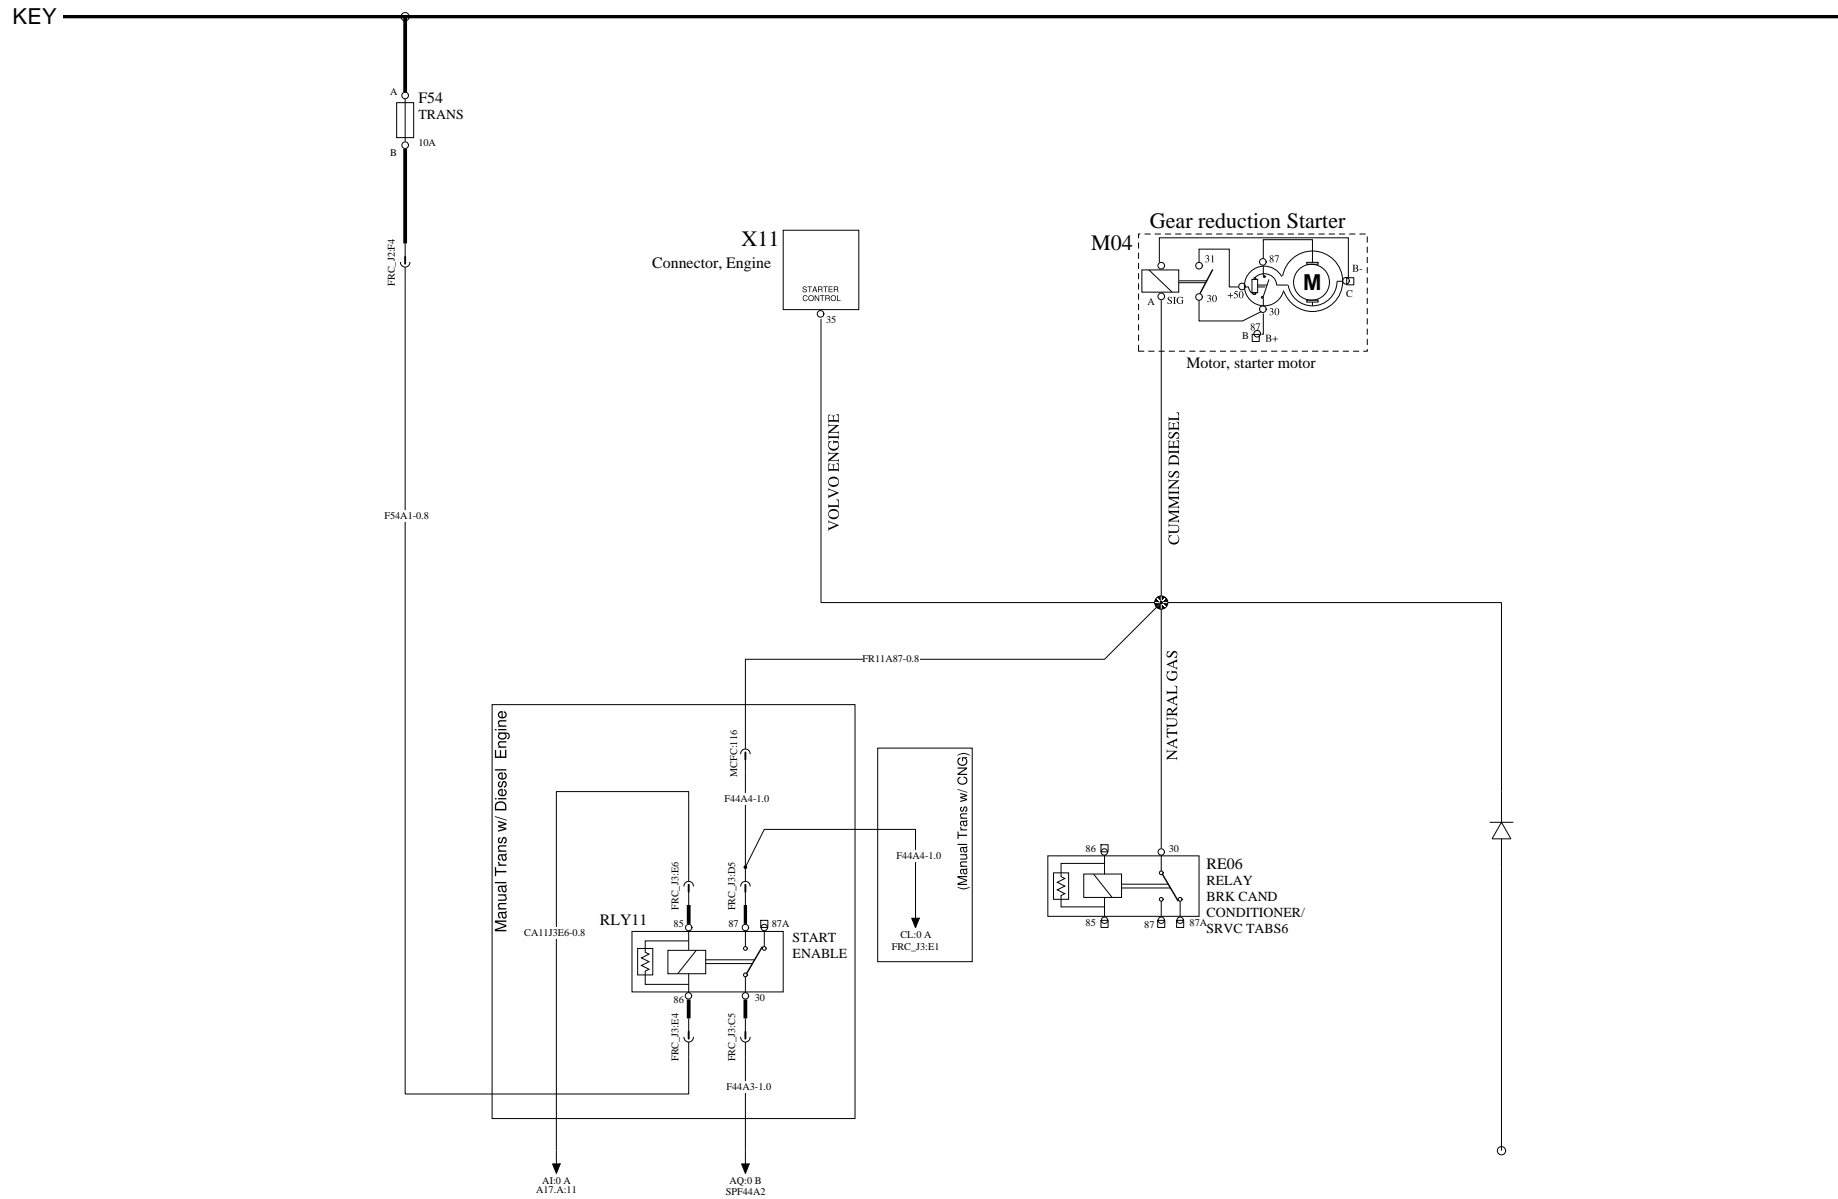 KEY
A
F54
TRANS
B
10A
FRC_J2:F4
F54A1-0.8
X11
Connector, Engine
STARTER
CONTROL
35
VOLVO ENGINE
Gear reduction Starter
M04
31
87
B-
M
C
A
SIG
30
+50
30
87
B
B+
Motor, starter motor
CUMMINS DIESEL
FR11A87-0.8
NATURAL GAS
Manual Trans w/ Diesel Engine
MCFC:116
F44A4-1.0
(Manual Trans w/ CNG)
F44A4-1.0
CL:0 A
FRC_J3:E1
FRC_J3:E6
FRC_J3:D5
CA11J3E6-0.8
RLY11
85
87
87A
START
ENABLE
86
30
FRC_J3:E4
FRC_J3:C5
F44A3-1.0
AI:0 A
A17.A:11
AQ:0 B
SPF44A2
86
30
RE06
RELAY
BRK CAND
CONDITIONER/
SRVC TABS6
85
87
87A